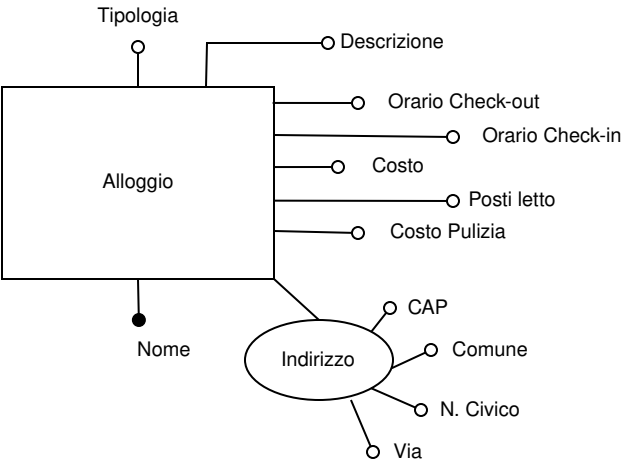 Tipologia
Descrizione
Orario Check-out
Orario Check-in
Costo
Alloggio
Posti letto
Costo Pulizia
CAP
Nome
Comune
Indirizzo
N. Civico
Via